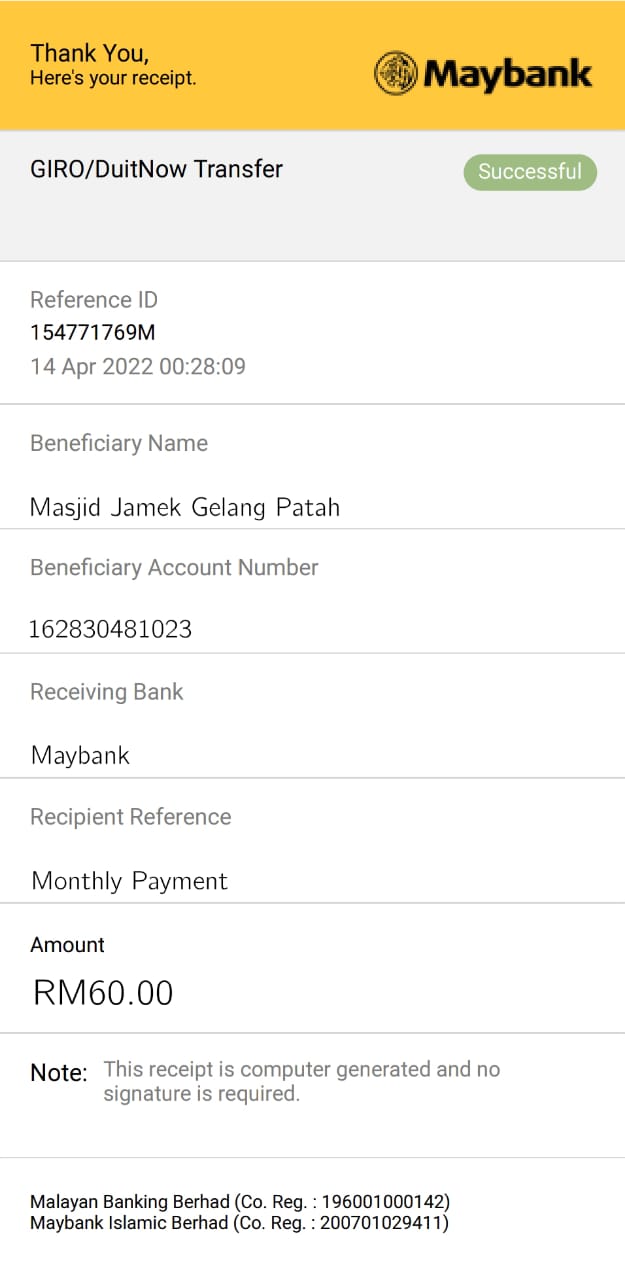 Thank You,
Here's your receipt.
Maybank
GIRO/DuitNow Transfer
Successful
Reference ID
154771769M
14 Apr 2022 00:28:09
Beneficiary Name
Masjid Jamek Gelang Patah
Beneficiary Account Number
162830481023
Receiving Bank
Maybank
Recipient Reference
Monthly Payment
Amount
RM60.00
Note: This receipt is computer generated and no
signature is required.
Malayan Banking Berhad (Co. Reg. : 196001000142)
Maybank Islamic Berhad (Co. Reg. : 200701029411)